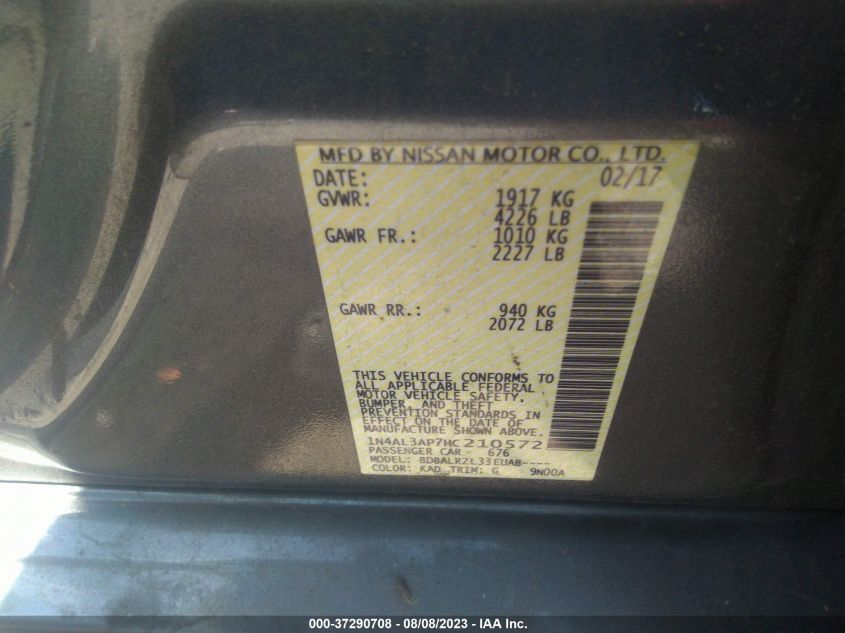 MFD BY NISSAN MOTOR CO., LTD.
DATE: 02/17
GVWR: 1917 KG
4226 LB
GAWR FR.: 1010 KG
2227 LB
GAWR RR.: 940 KG
2072 LB
THIS VEHICLE CONFORMS TO
ALL APPLICABLE FEDERAL
MOTOR VEHICLE SAFETY,
BUMPER, AND THEFT
PREVENTION STANDARDS IN
EFFECT ON THE DATE OF
MANUFACTURE SHOWN ABOVE.
1N4AL3AP7HC210572
PASSENGER CAR 676
MODEL: BDBALRZL33EUAB----
COLOR: KAD TRIM: G 9N00A
000-37290708 - 08/08/2023 - IAA Inc.